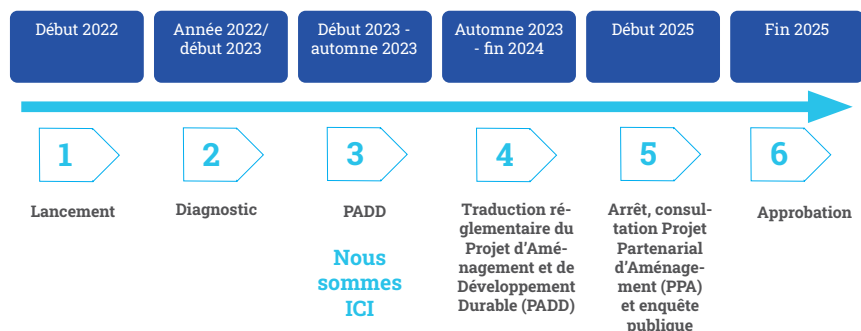 Début 2022
Année 2022/
début 2023
Début 2023 -
automne 2023
Automne 2023
- fin 2024
Début 2025
Fin 2025
1
2
3
4
5
6
Lancement
Diagnostic
PADD
Nous
sommes
ICI
Traduction ré-
glementaire du
Projet d'Amé-
nagement et de
Développement
Durable (PADD)
Arrêt, consul-
tation Projet
Partenarial
d'Aménage-
ment (PPA)
et enquête
publique
Approbation